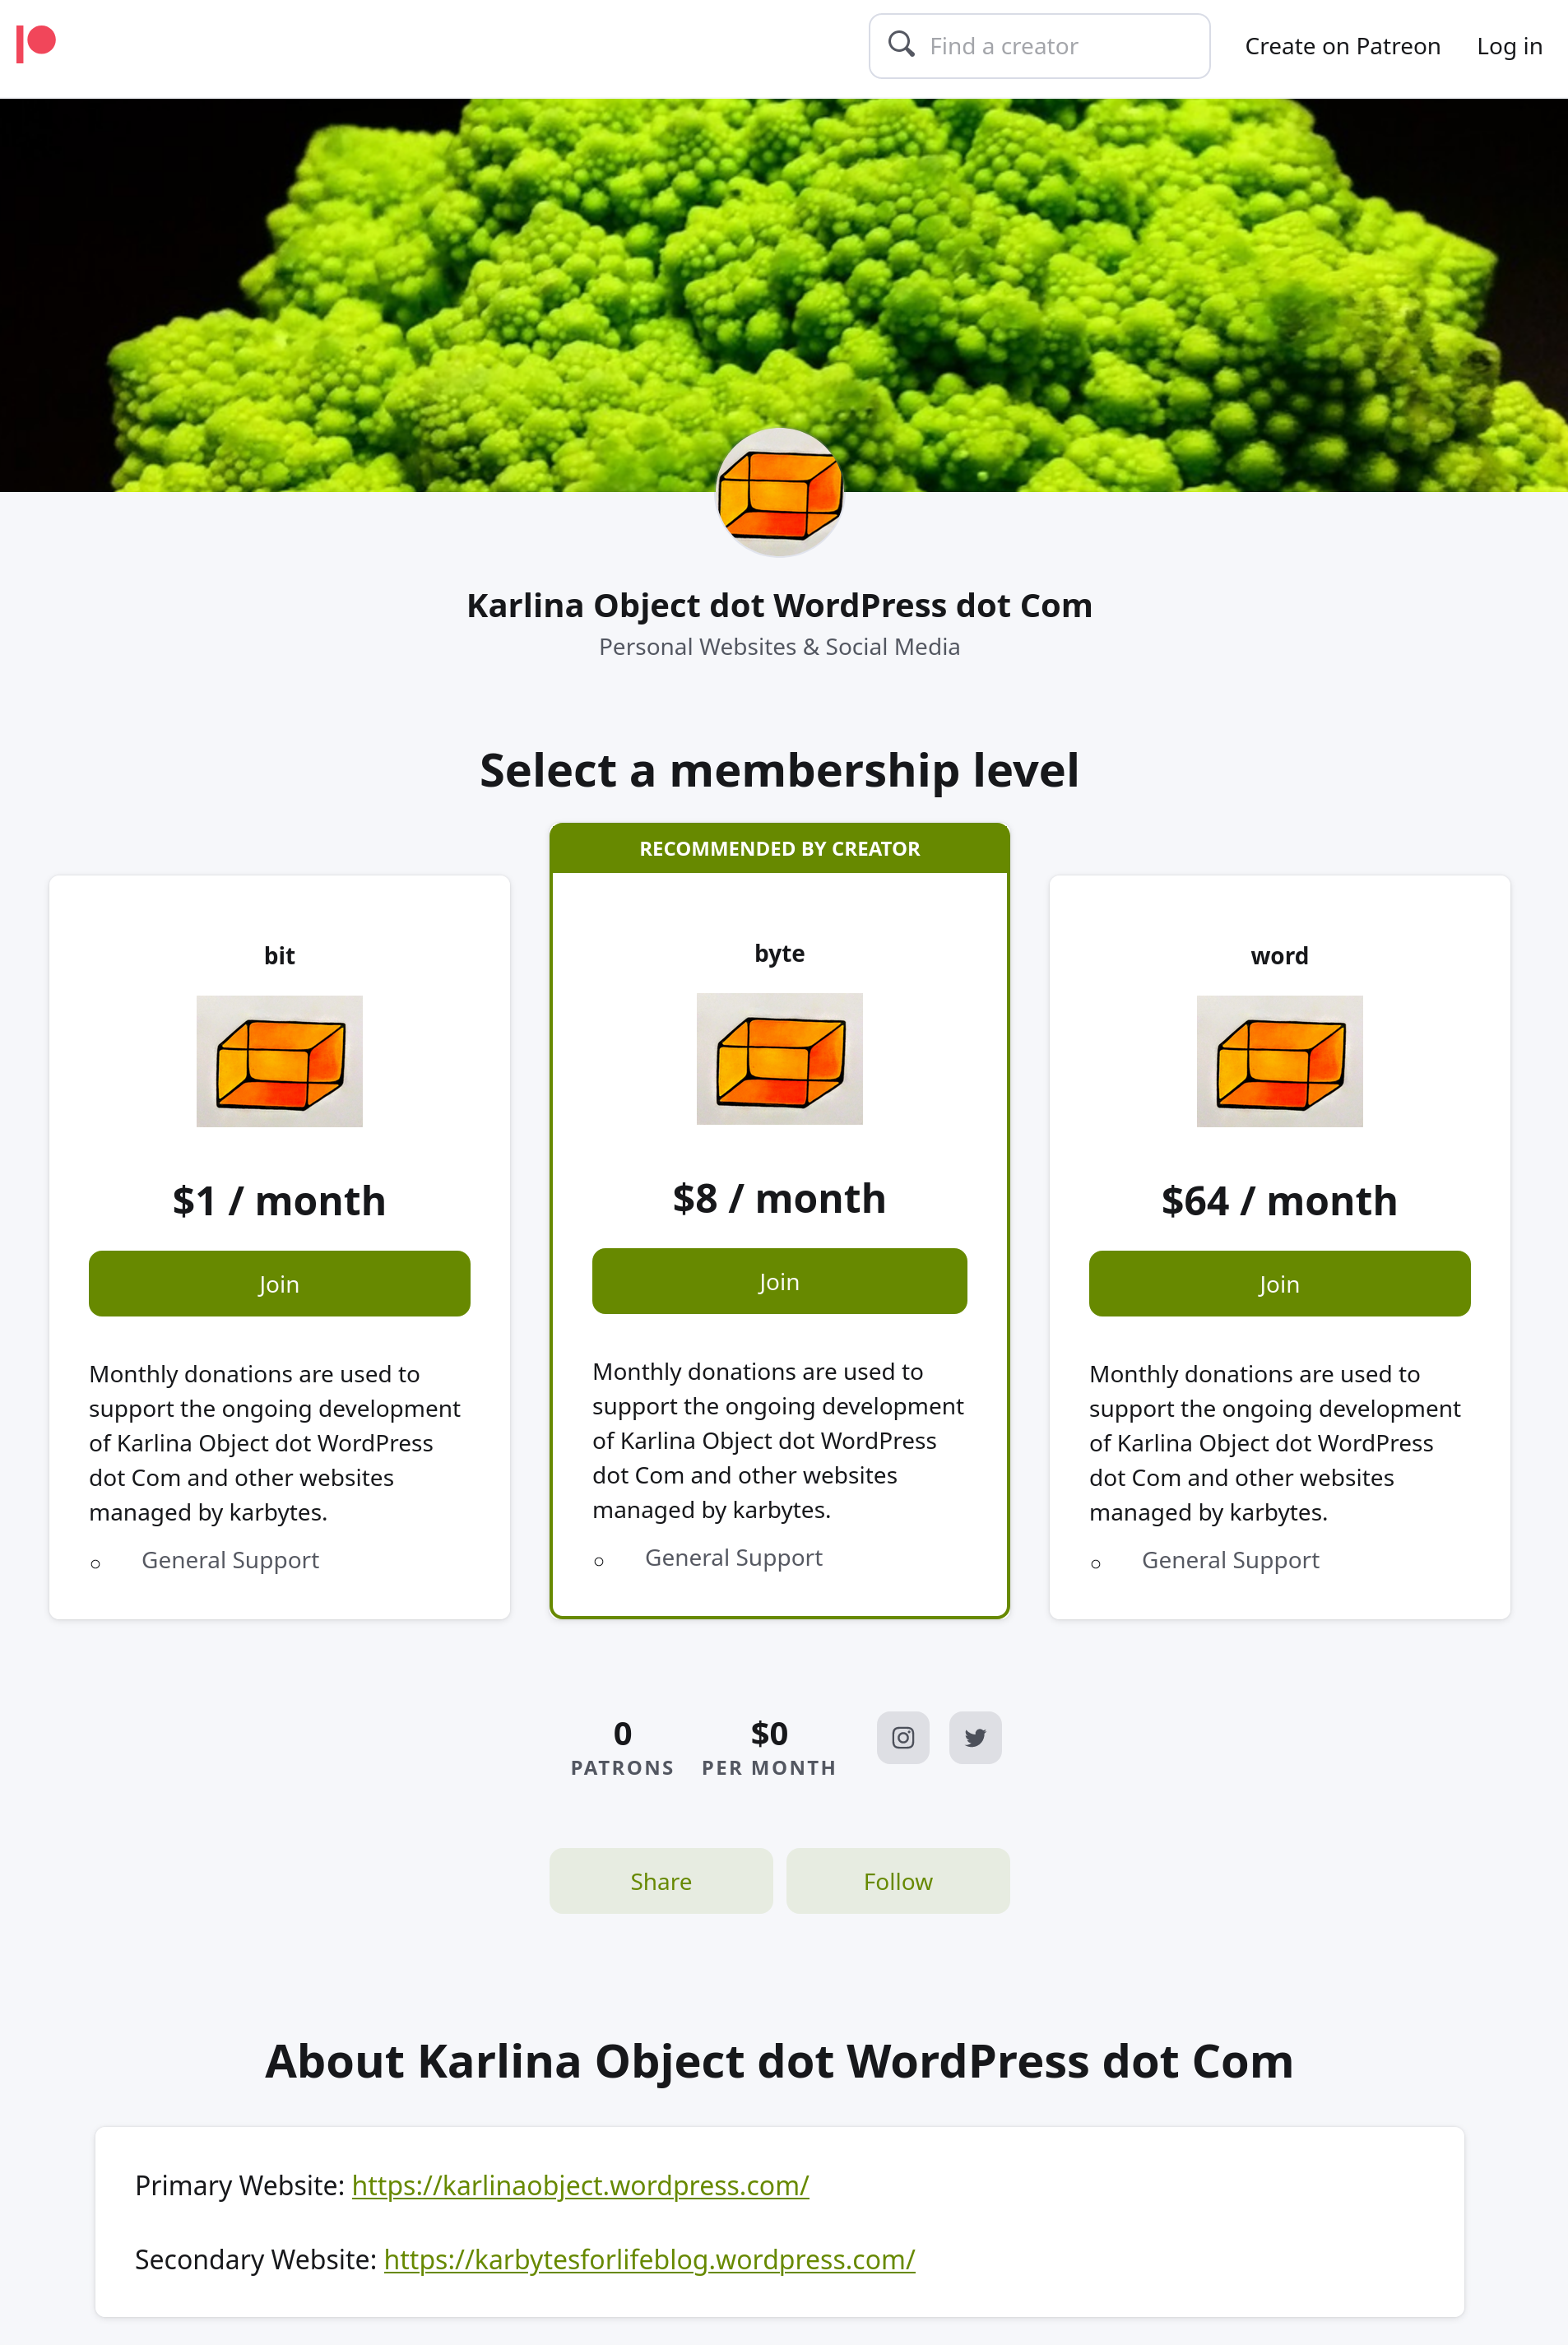 Find a creator
Create on Patreon
Log in
Karlina Object dot WordPress dot Com
Personal Websites & Social Media
Select a membership level
bit
$1 / month
Join
Monthly donations are used to
support the ongoing development
of Karlina Object dot WordPress
dot Com and other websites
managed by karbytes.
General Support
RECOMMENDED BY CREATOR
byte
$8 / month
Join
Monthly donations are used to
support the ongoing development
of Karlina Object dot WordPress
dot Com and other websites
managed by karbytes.
General Support
word
$64 / month
Join
Monthly donations are used to
support the ongoing development
of Karlina Object dot WordPress
dot Com and other websites
managed by karbytes.
General Support
0
PATRONS
$0
PER MONTH
Share
Follow
About Karlina Object dot WordPress dot Com
Primary Website: https://karlinaobject.wordpress.com/
Secondary Website: https://karbytesforlifeblog.wordpress.com/